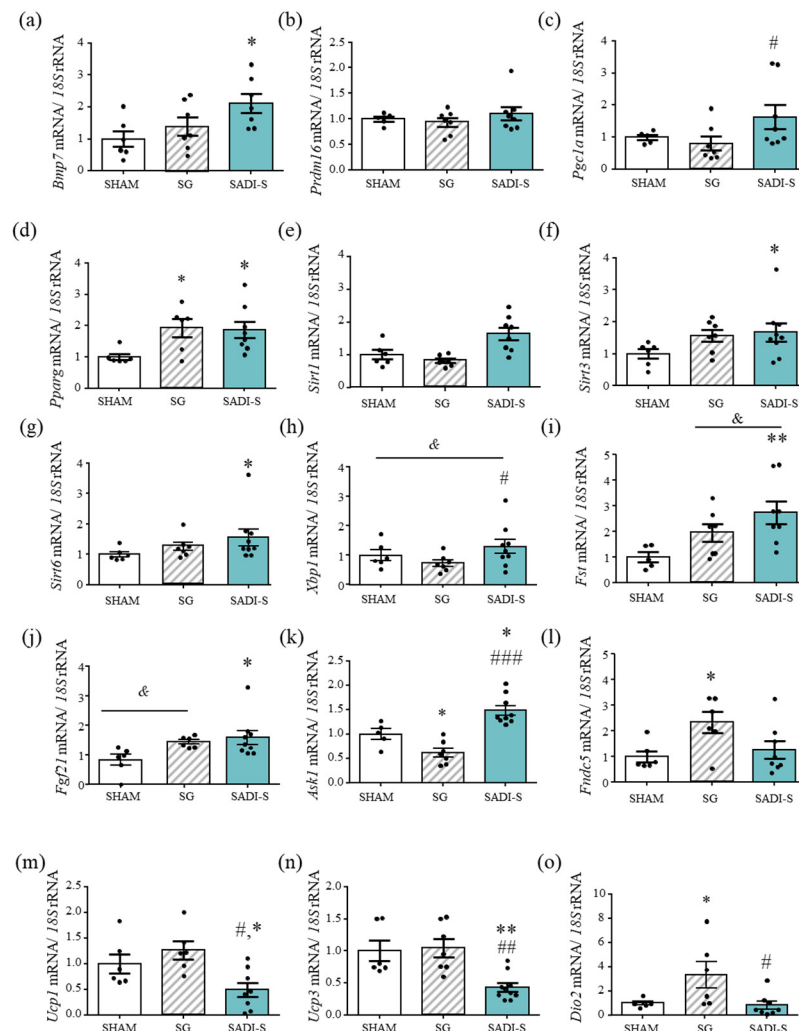 (a)
Bmp7 mRNA/ 18S rRNA
4
3
2
1
0
*
SHAM
SG
SADI-S
(b)
Prdm16 mRNA/ 18S rRNA
2.5
2.0
1.5
1.0
0.5
0.0
SHAM
SG
SADI-S
(c)
Pgc1a mRNA/ 18S rRNA
4
3
2
1
0
#
SHAM
SG
SADI-S
(d)
Pparg mRNA/ 18S rRNA
4
3
2
1
0
*
*
SHAM
SG
SADI-S
(e)
Sirt1 mRNA/ 18S rRNA
4
3
2
1
0
SHAM
SG
SADI-S
(f)
Sirt3 mRNA/ 18S rRNA
4
3
2
1
0
*
SHAM
SG
SADI-S
(g)
Sirt6 mRNA/ 18S rRNA
4
3
2
1
0
*
SHAM
SG
SADI-S
(h)
Xbp1 mRNA/ 18S rRNA
4
3
2
1
0
&
#
SHAM
SG
SADI-S
(i)
Fst mRNA/ 18S rRNA
5
4
3
2
1
0
&
**
SHAM
SG
SADI-S
(j)
Fgf21 mRNA/ 18S rRNA
4
3
2
1
0
&
*
SHAM
SG
SADI-S
(k)
Ask1 mRNA/ 18S rRNA
2.5
2.0
1.5
1.0
0.5
0.0
*
*
###
SHAM
SG
SADI-S
(l)
Fndc5 mRNA/ 18S rRNA
5
4
3
2
1
0
*
SHAM
SG
SADI-S
(m)
Ucp1 mRNA/ 18S rRNA
2.5
2.0
1.5
1.0
0.5
0.0
#,*
SHAM
SG
SADI-S
(n)
Ucp3 mRNA/ 18S rRNA
2.5
2.0
1.5
1.0
0.5
0.0
**
##
SHAM
SG
SADI-S
(o)
Dio2 mRNA/ 18S rRNA
10
8
6
4
2
0
*
#
SHAM
SG
SADI-S